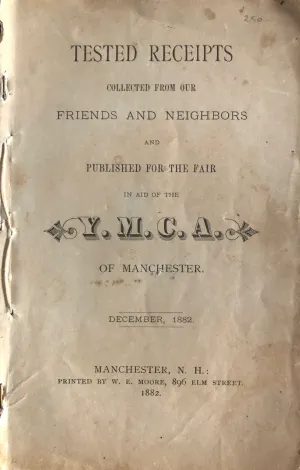 TESTED RECEIPTS
COLLECTED FROM OUR
FRIENDS AND NEIGHBORS
AND
PUBLISHED FOR THE FAIR
IN AID OF THE
Y. M. C. A.
OF MANCHESTER.
DECEMBER, 1882.
MANCHESTER, N. H.:
PRINTED BY W. E. MOORE, 896 ELM STREET.
1882.